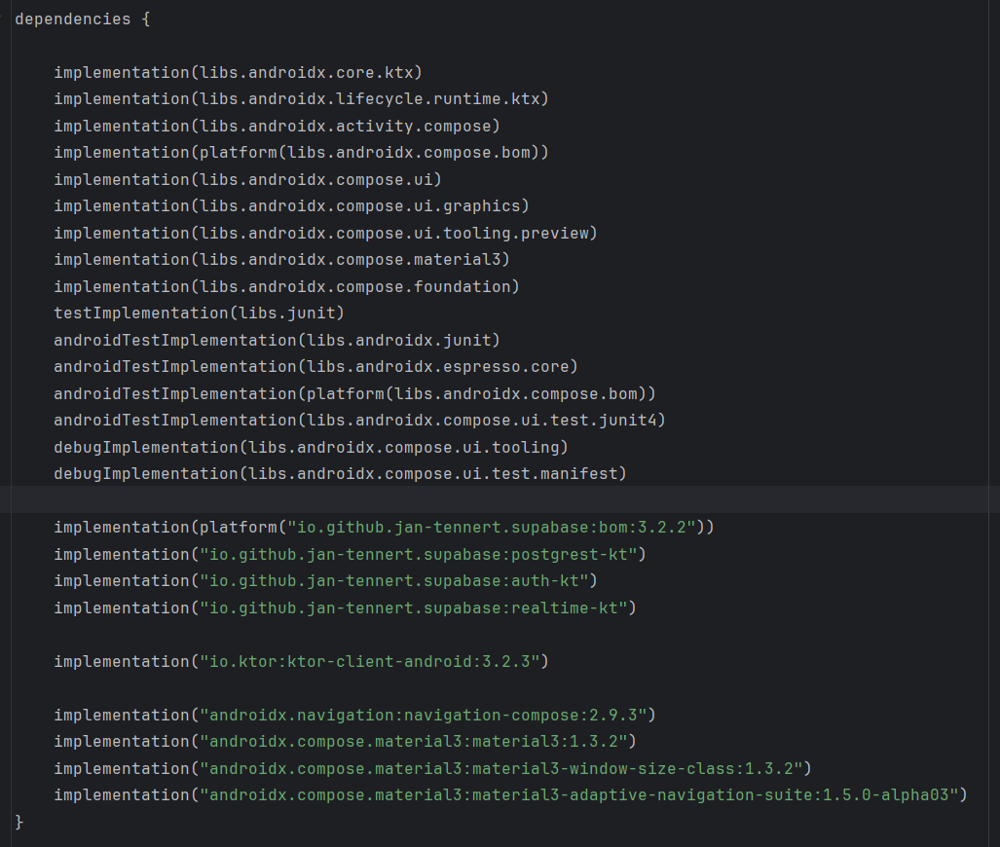 dependencies {
implementation(libs.androidx.core.ktx)
implementation(libs.androidx.lifecycle.runtime.ktx)
implementation(libs.androidx.activity.compose)
implementation(platform(libs.androidx.compose.bom))
implementation(libs.androidx.compose.ui)
implementation(libs.androidx.compose.ui.graphics)
implementation(libs.androidx.compose.ui.tooling.preview)
implementation(libs.androidx.compose.material3)
implementation(libs.androidx.compose.foundation)
testImplementation(libs.junit)
androidTestImplementation(libs.androidx.junit)
androidTestImplementation(libs.androidx.espresso.core)
androidTestImplementation(platform(libs.androidx.compose.bom))
androidTestImplementation(libs.androidx.compose.ui.test.junit4)
debugImplementation(libs.androidx.compose.ui.tooling)
debugImplementation(libs.androidx.compose.ui.test.manifest)
implementation(platform("io.github.jan-tennert.supabase:bom:3.2.2"))
implementation("io.github.jan-tennert.supabase:postgrest-kt")
implementation("io.github.jan-tennert.supabase:auth-kt")
implementation("io.github.jan-tennert.supabase:realtime-kt")
implementation("io.ktor:ktor-client-android:3.2.3")
implementation("androidx.navigation:navigation-compose:2.9.3")
implementation("androidx.compose.material3:material3:1.3.2")
implementation("androidx.compose.material3:material3-window-size-class:1.3.2")
implementation("androidx.compose.material3:material3-adaptive-navigation-suite:1.5.0-alpha03")
}